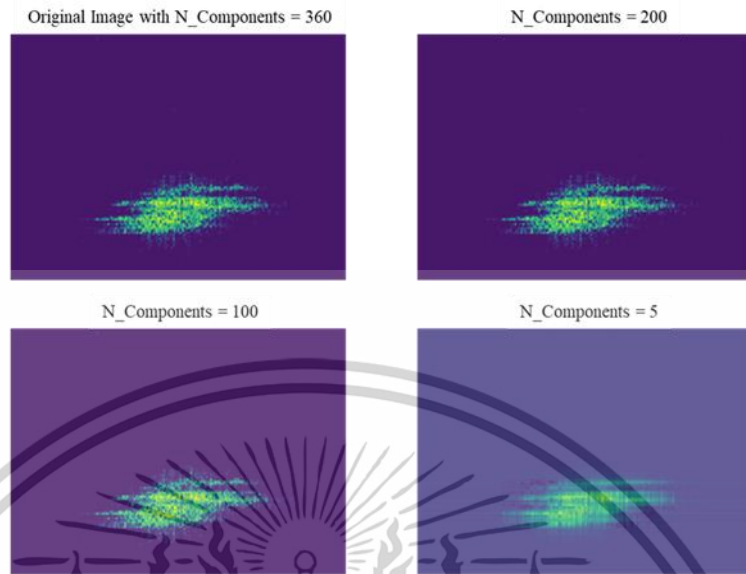 Original Image with N_Components = 360
N_Components = 200
N_Components = 100
N_Components = 5